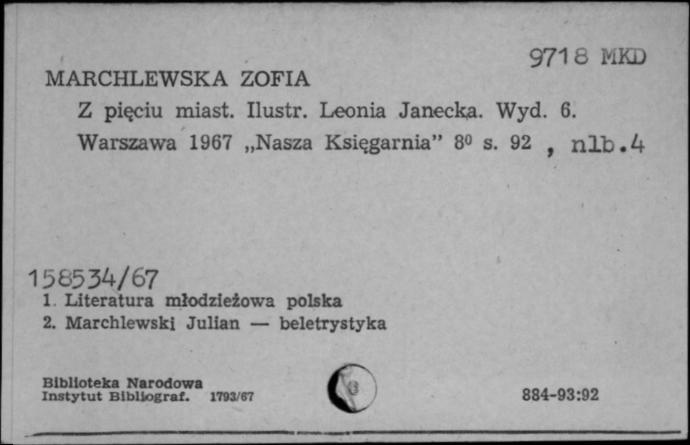 9718 MKD
MARCHLEWSKA ZOFIA
Z pięciu miast. Ilustr. Leonia Janecka. Wyd. 6.
Warszawa 1967 „Nasza Księgarnia” 8⁰ s. 92 , nlb.4
158534/67
1. Literatura młodzieżowa polska
2. Marchlewski Julian — beletrystyka
Biblioteka Narodowa
Instytut Bibliograf. 1793/67
884-93:92